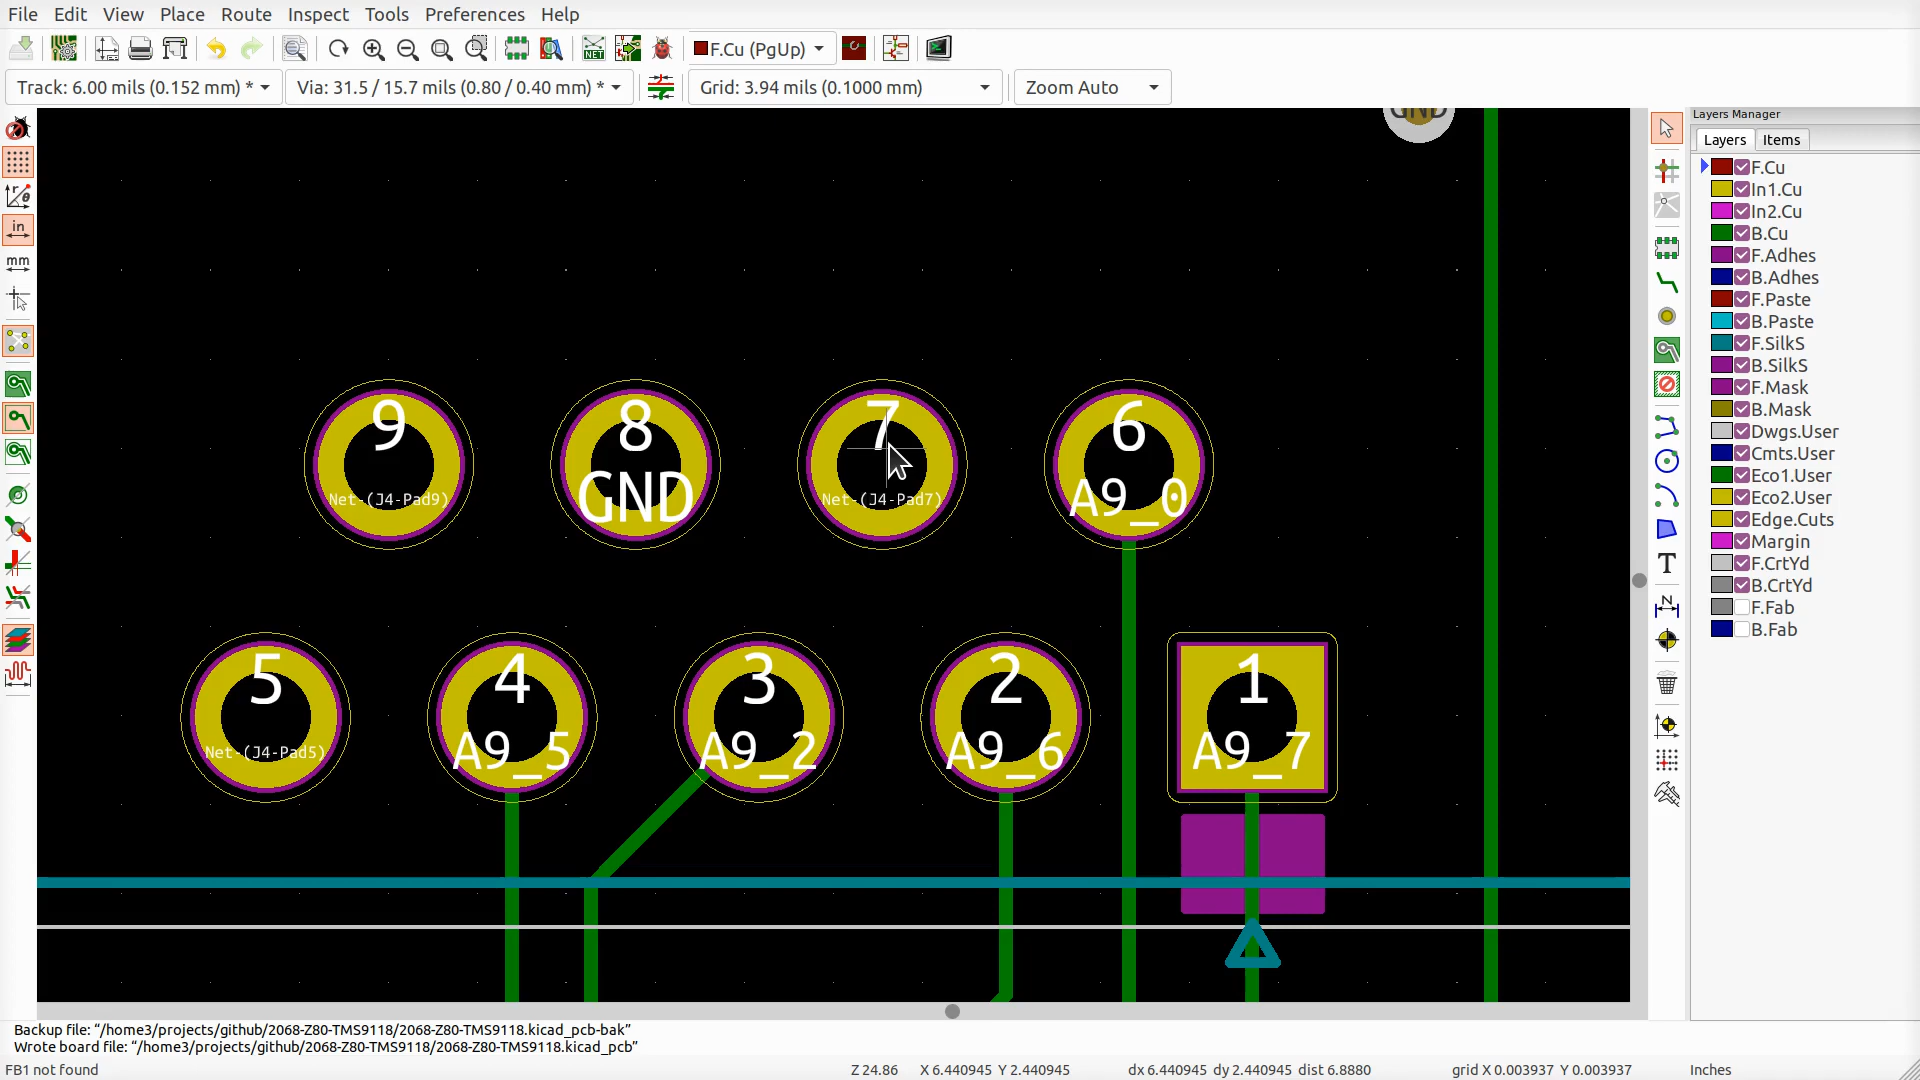 File Edit View Place Route Inspect Tools Preferences Help
NET F.Cu (PgUp)
Track: 6.00 mils (0.152 mm) * Via: 31.5 / 15.7 mils (0.80 / 0.40 mm) * Grid: 3.94 mils (0.1000 mm) Zoom Auto
in
mm
GND
9 8 7 6
Net-(J4-Pad9) GND Net-(J4-Pad7) A9_0
5 4 3 2 1
Net-(J4-Pad5) A9_5 A9_2 A9_6 A9_7
T
N
Layers Manager
Layers Items
F.Cu
In1.Cu
In2.Cu
B.Cu
F.Adhes
B.Adhes
F.Paste
B.Paste
F.SilkS
B.SilkS
F.Mask
B.Mask
Dwgs.User
Cmts.User
Eco1.User
Eco2.User
Edge.Cuts
Margin
F.CrtYd
B.CrtYd
F.Fab
B.Fab
Backup file: “/home3/projects/github/2068-Z80-TMS9118/2068-Z80-TMS9118.kicad_pcb-bak”
Wrote board file: “/home3/projects/github/2068-Z80-TMS9118/2068-Z80-TMS9118.kicad_pcb”
FB1 not found Z 24.86 X 6.440945 Y 2.440945 dx 6.440945 dy 2.440945 dist 6.8880 grid X 0.003937 Y 0.003937 Inches